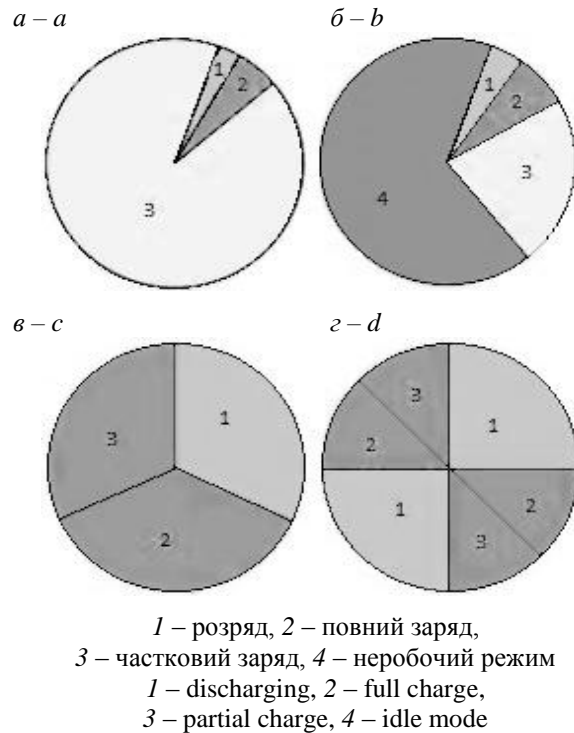 а – a
б – b
1
2
3
1
2
3
4
в – c
г – d
1
2
3
1
2
3
1
2
3
1 – розряд, 2 – повний заряд,
3 – частковий заряд, 4 – неробочий режим
1 – discharging, 2 – full charge,
3 – partial charge, 4 – idle mode